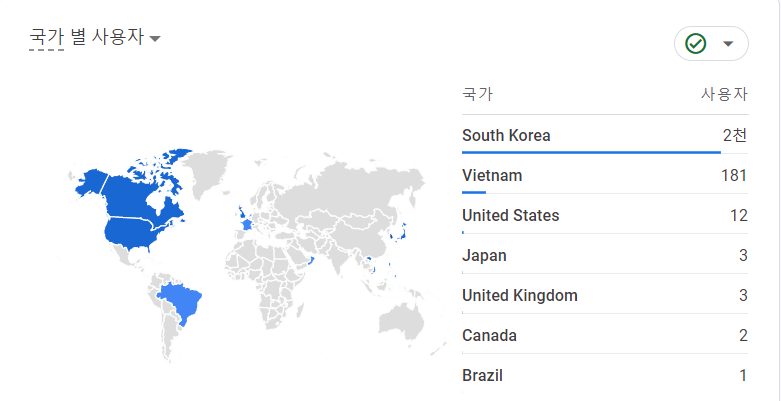 국가 별 사용자
국가 사용자
South Korea 2천
Vietnam 181
United States 12
Japan 3
United Kingdom 3
Canada 2
Brazil 1